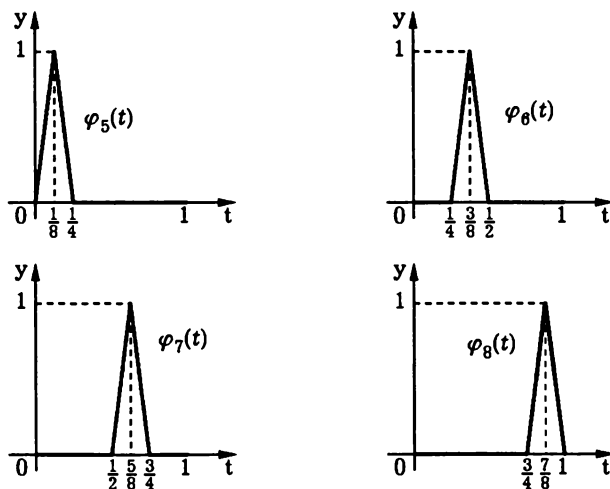 y
1
φ₅(t)
0 1/8 1/4 1 t
y
1
φ₆(t)
0 1/4 3/8 1/2 1 t
y
1
φ₇(t)
0 1/2 5/8 3/4 1 t
y
1
φ₈(t)
0 3/4 7/8 1 t